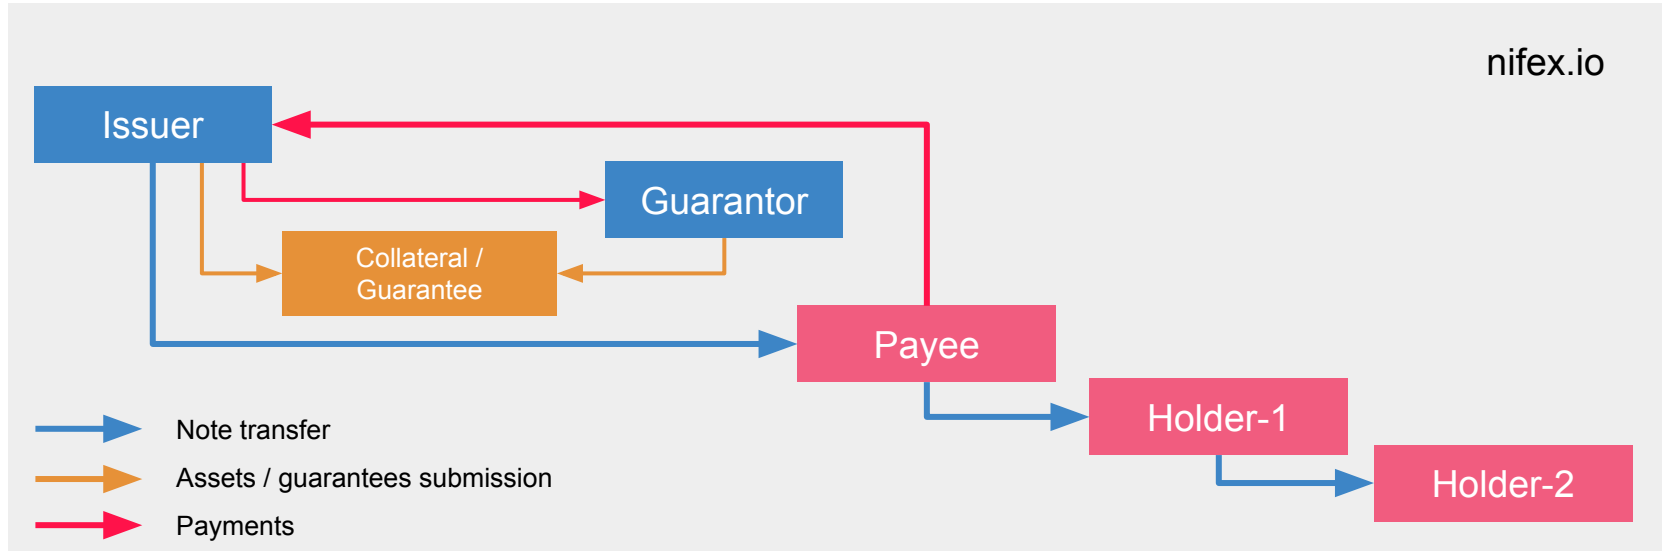 nifex.io
Issuer
Guarantor
Collateral /
Guarantee
Payee
Holder-1
Holder-2
Note transfer
Assets / guarantees submission
Payments